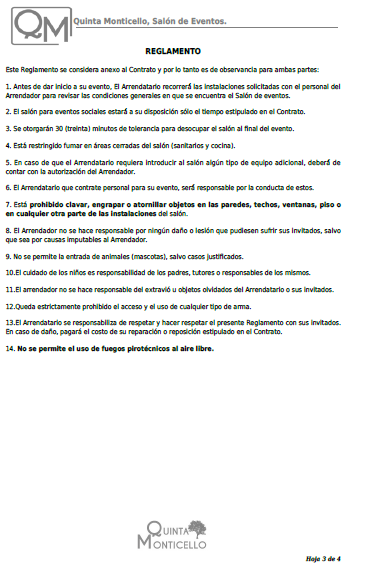 QM
Quinta Monticello, Salón de Eventos.
REGLAMENTO
Este Reglamento se considera anexo al Contrato y por lo tanto es de observancia para ambas partes:
1. Antes de dar inicio a su evento, El Arrendatario recorrerá las instalaciones solicitadas con el personal del
Arrendador para revisar las condiciones generales en que se encuentra el Salón de eventos.
2. El salón para eventos sociales estará a su disposición sólo el tiempo estipulado en el Contrato.
3. Se otorgarán 30 (treinta) minutos de tolerancia para desocupar el salón al final del evento.
4. Está restringido fumar en áreas cerradas del salón (sanitarios y cocina).
5. En caso de que el Arrendatario requiera introducir al salón algún tipo de equipo adicional, deberá de
contar con la autorización del Arrendador.
6. El Arrendatario que contrate personal para su evento, será responsable por la conducta de estos.
7. Está prohibido clavar, engrapar o atornillar objetos en las paredes, techos, ventanas, piso o
en cualquier otra parte de las instalaciones del salón.
8. El Arrendador no se hace responsable por ningún daño o lesión que pudiesen sufrir sus invitados, salvo
que sea por causas imputables al Arrendador.
9. No se permite la entrada de animales (mascotas), salvo casos justificados.
10.El cuidado de los niños es responsabilidad de los padres, tutores o responsables de los mismos.
11.El arrendador no se hace responsable del extravió u objetos olvidados del Arrendatario o sus invitados.
12.Queda estrictamente prohibido el acceso y el uso de cualquier tipo de arma.
13.El Arrendatario se responsabiliza de respetar y hacer respetar el presente Reglamento con sus invitados.
En caso de daño, pagará el costo de su reparación o reposición estipulado en el Contrato.
14. No se permite el uso de fuegos pirotécnicos al aire libre.
QUINTA
MONTICELLO
Hoja 3 de 4